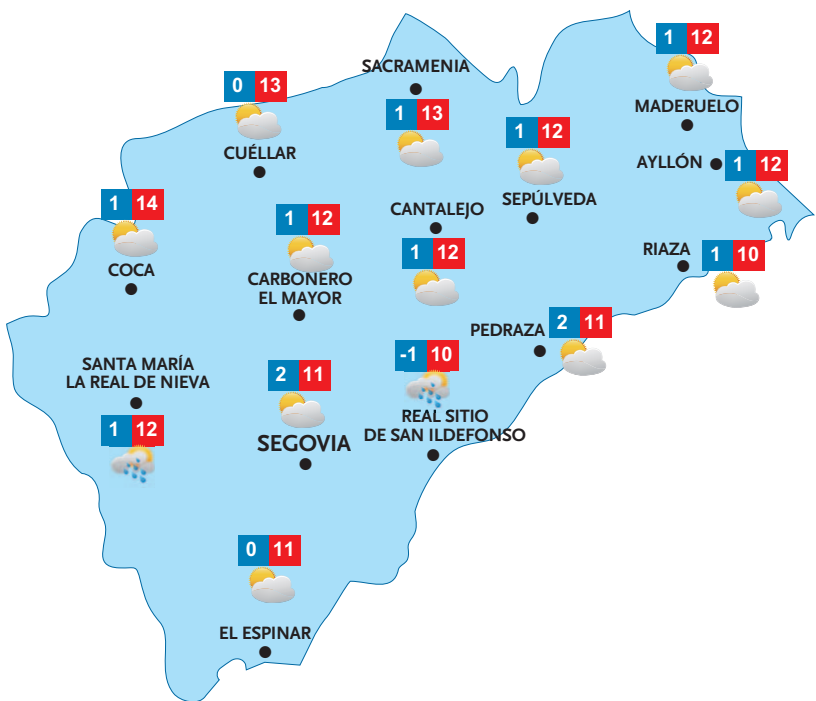 1 12
MADERUELO
SACRAMENIA
1 13
0 13
CUÉLLAR
1 12
SEPÚLVEDA
AYLLÓN
1 12
1 14
COCA
1 12
CARBONERO
EL MAYOR
CANTALEJO
1 12
RIAZA
1 10
PEDRAZA
2 11
SANTA MARÍA
LA REAL DE NIEVA
1 12
2 11
SEGOVIA
-1 10
REAL SITIO
DE SAN ILDEFONSO
0 11
EL ESPINAR